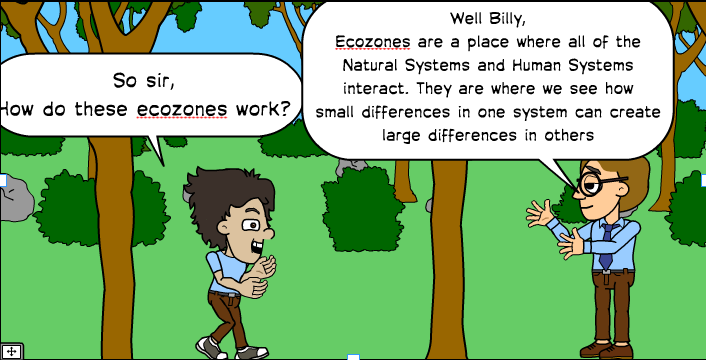 So sir,
How do these ecozones work?
Well Billy,
Ecozones are a place where all of the
Natural Systems and Human Systems
interact. They are where we see how
small differences in one system can create
large differences in others